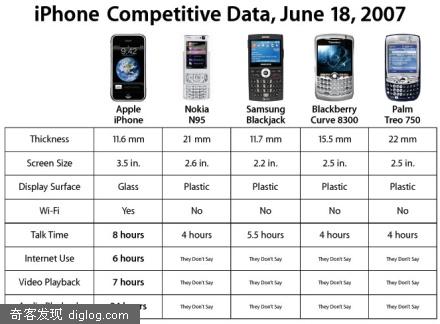 iPhone Competitive Data, June 18, 2007
Apple iPhone Nokia N95 Samsung Blackjack Blackberry Curve 8300 Palm Treo 750
Thickness 11.6 mm 21 mm 11.7 mm 15.5 mm 22 mm
Screen Size 3.5 in. 2.6 in. 2.2 in. 2.5 in. 2.5 in.
Display Surface Glass Plastic Plastic Plastic Plastic
Wi-Fi Yes No No No No
Talk Time 8 hours 4 hours 5.5 hours 4 hours 4 hours
Internet Use 6 hours They Don't Say They Don't Say They Don't Say They Don't Say
Video Playback 7 hours They Don't Say They Don't Say They Don't Say They Don't Say
hours They Don't Say They Don't Say They Don't Say They Don't Say
奇客发现 diglog.com